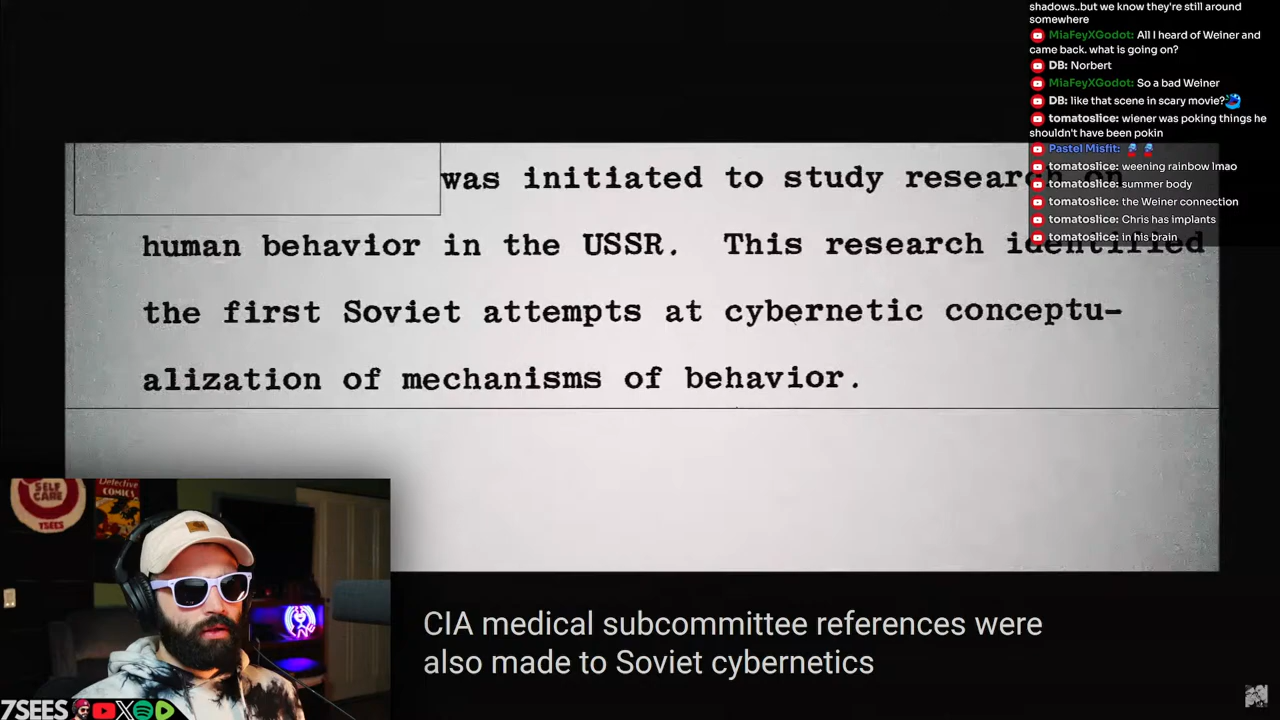 shadows..but we know they're still around
somewhere
MiaFeyXGodot: All I heard of Weiner and
came back. what is going on?
DB: Norbert
MiaFeyXGodot: So a bad Weiner
DB: like that scene in scary movie?
tomatoslice: wiener was poking things he
shouldn't have been pokin
Pastel Misfit:
tomatoslice: weening rainbow lmao
tomatoslice: summer body
tomatoslice: the Weiner connection
tomatoslice: Chris has implants
tomatoslice: in his brain
was initiated to study research on
human behavior in the USSR. This research identified
the first Soviet attempts at cybernetic conceptu-
alization of mechanisms of behavior.
SELF
CARE
7SEES
Detective
COMICS
CIA medical subcommittee references were
also made to Soviet cybernetics
7SEES